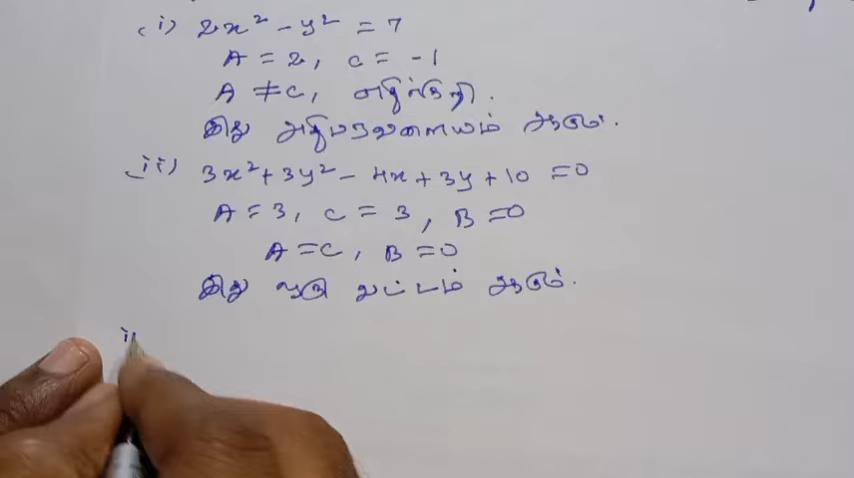 (i) 2x² - y² = 7
A = 2, C = -1
A ≠ C, எதிர்குறி.
இது அதிபரவளையம் ஆகும்.
ii) 3x² + 3y² - 4x + 3y + 10 = 0
A = 3, C = 3, B = 0
A = C, B = 0
இது ஒரு வட்டம் ஆகும்.